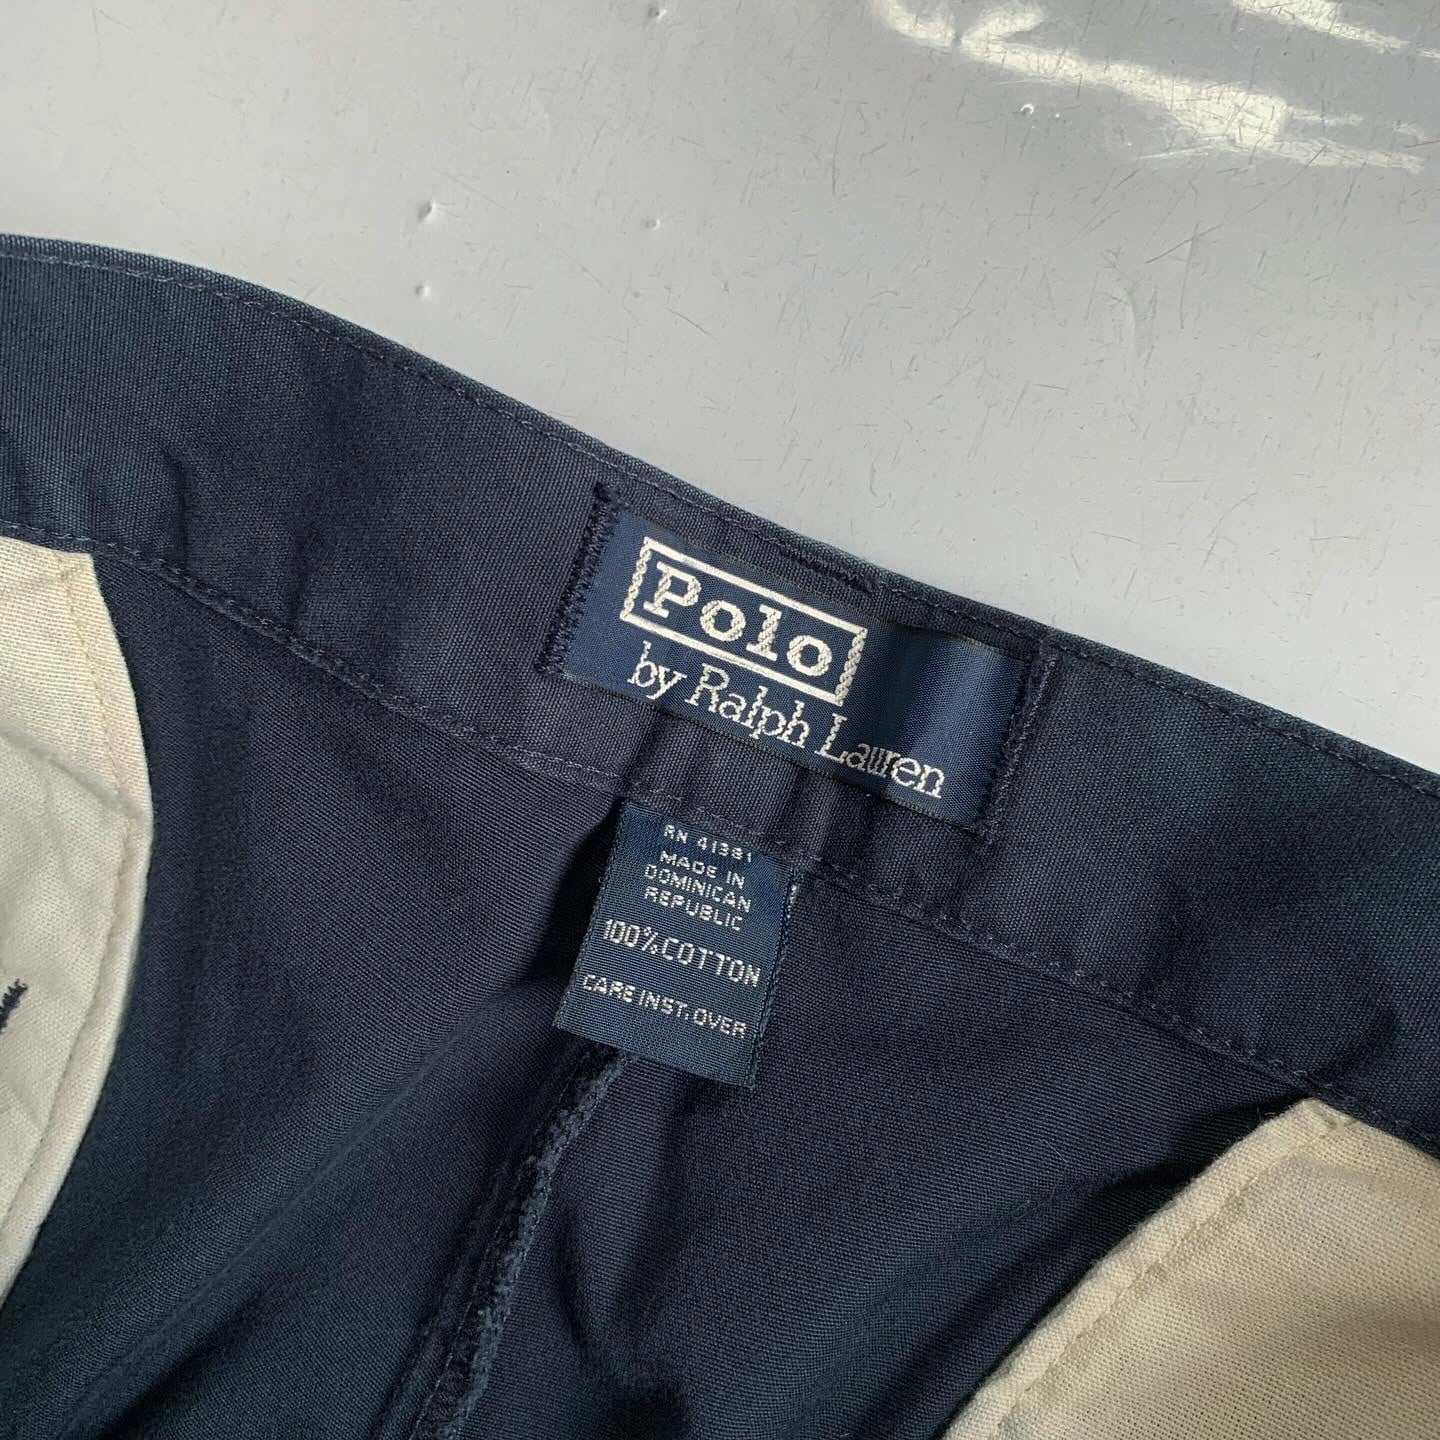 Polo
by Ralph Lauren
RN 41381
MADE IN
DOMINICAN
REPUBLIC
100% COTTON
CARE INST. OVER